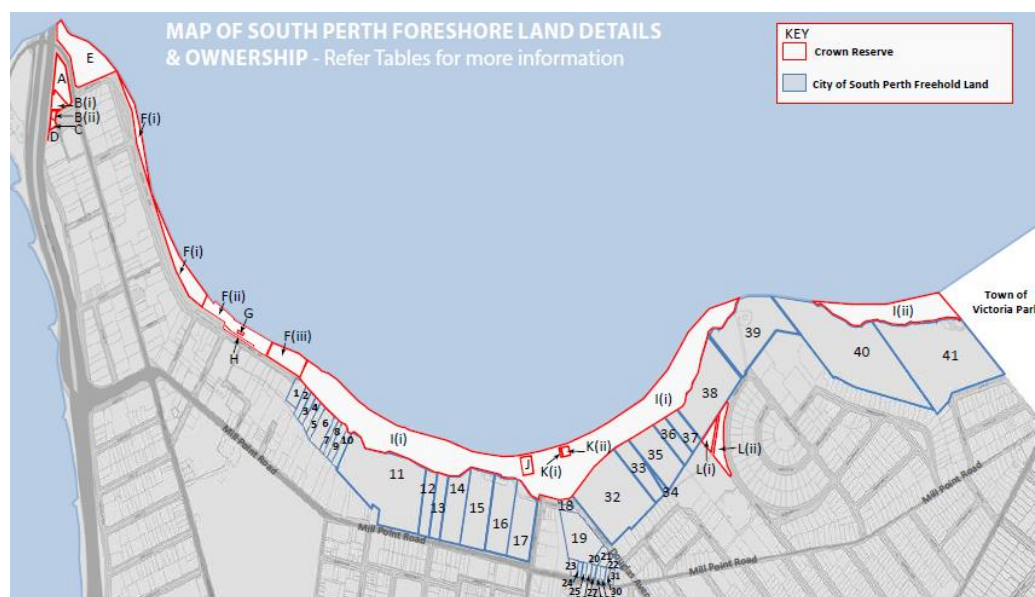 MAP OF SOUTH PERTH FORESHORE LAND DETAILS
& OWNERSHIP - Refer Tables for more information
KEY
Crown Reserve
City of South Perth Freehold Land
E
A
B(i)
B(ii)
C
D
F(i)
F(i)
F(ii)
G
H
F(iii)
I(i)
I(i)
I(ii)
Town of
Victoria Park
J
K(i)
K(ii)
L(i)
L(ii)
1
2
3
4
5
6
7
8
9
10
11
12
13
14
15
16
17
18
19
20
21
22
23
24
25
27
30
31
32
33
34
35
36
37
38
39
40
41
Mill Point Road
Mill Point Road
Mill Point Road
Mill Point Road
Douglas Avenue